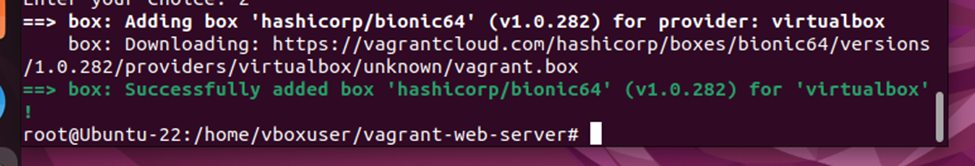 Enter your choice: 2
==> box: Adding box 'hashicorp/bionic64' (v1.0.282) for provider: virtualbox
    box: Downloading: https://vagrantcloud.com/hashicorp/boxes/bionic64/versions
/1.0.282/providers/virtualbox/unknown/vagrant.box
==> box: Successfully added box 'hashicorp/bionic64' (v1.0.282) for 'virtualbox'
!
root@Ubuntu-22:/home/vboxuser/vagrant-web-server#